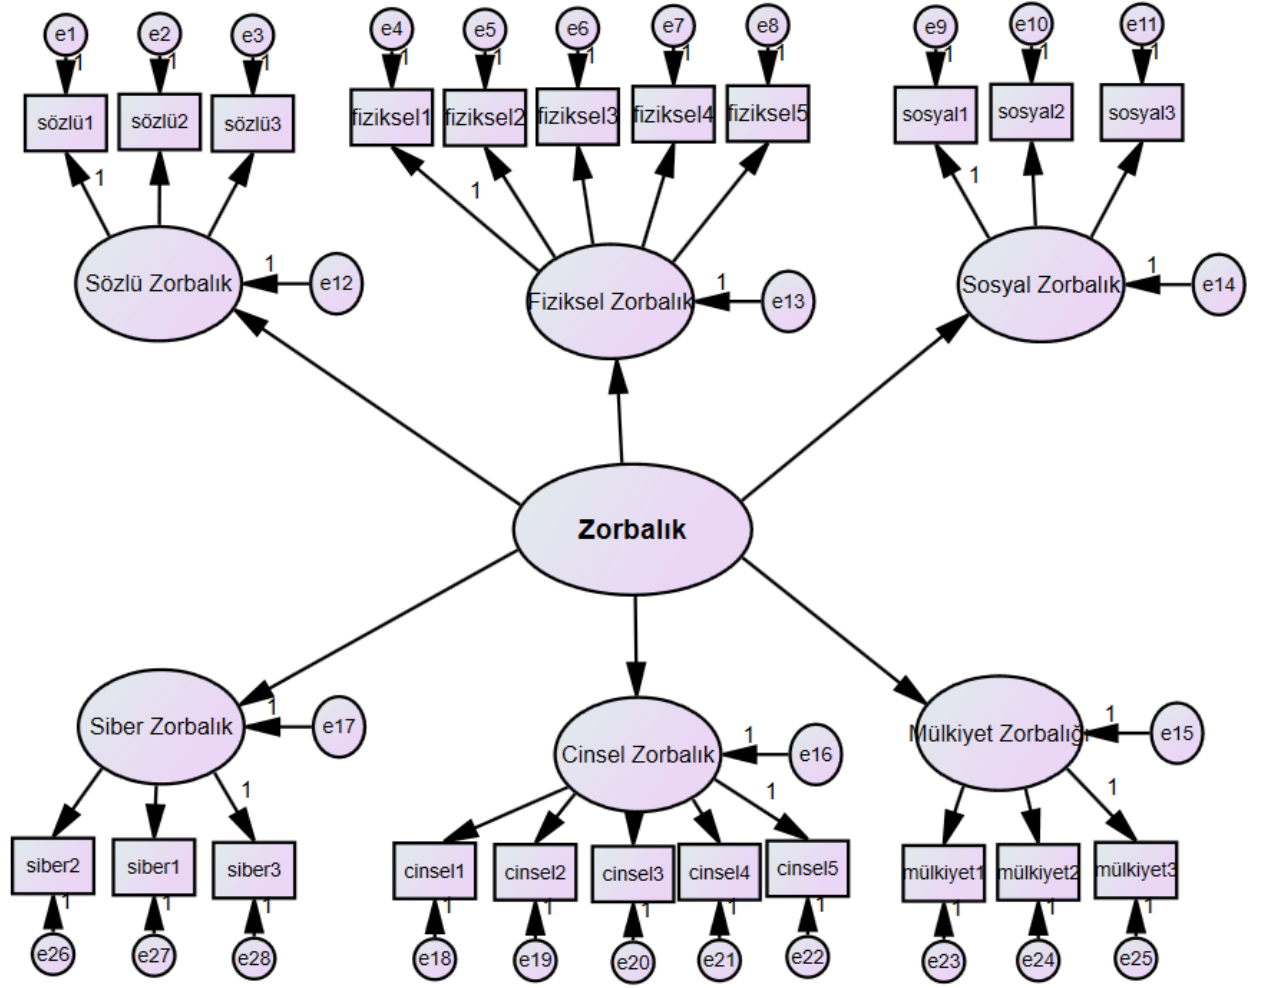 e1
e2
e3
e4
e5
e6
e7
e8
e9
e10
e11
1
1
1
1
1
1
1
1
1
1
1
sözlü1
sözlü2
sözlü3
fiziksel1
fiziksel2
fiziksel3
fiziksel4
fiziksel5
sosyal1
sosyal2
sosyal3
1
1
1
Sözlü Zorbalık
1
e12
Fiziksel Zorbalık
1
e13
Sosyal Zorbalık
1
e14
Zorbalık
Siber Zorbalık
1
e17
Cinsel Zorbalık
1
e16
Mülkiyet Zorbalığı
1
e15
1
1
1
siber2
siber1
siber3
cinsel1
cinsel2
cinsel3
cinsel4
cinsel5
mülkiyet1
mülkiyet2
mülkiyet3
1
1
1
1
1
1
1
1
1
1
1
e26
e27
e28
e18
e19
e20
e21
e22
e23
e24
e25